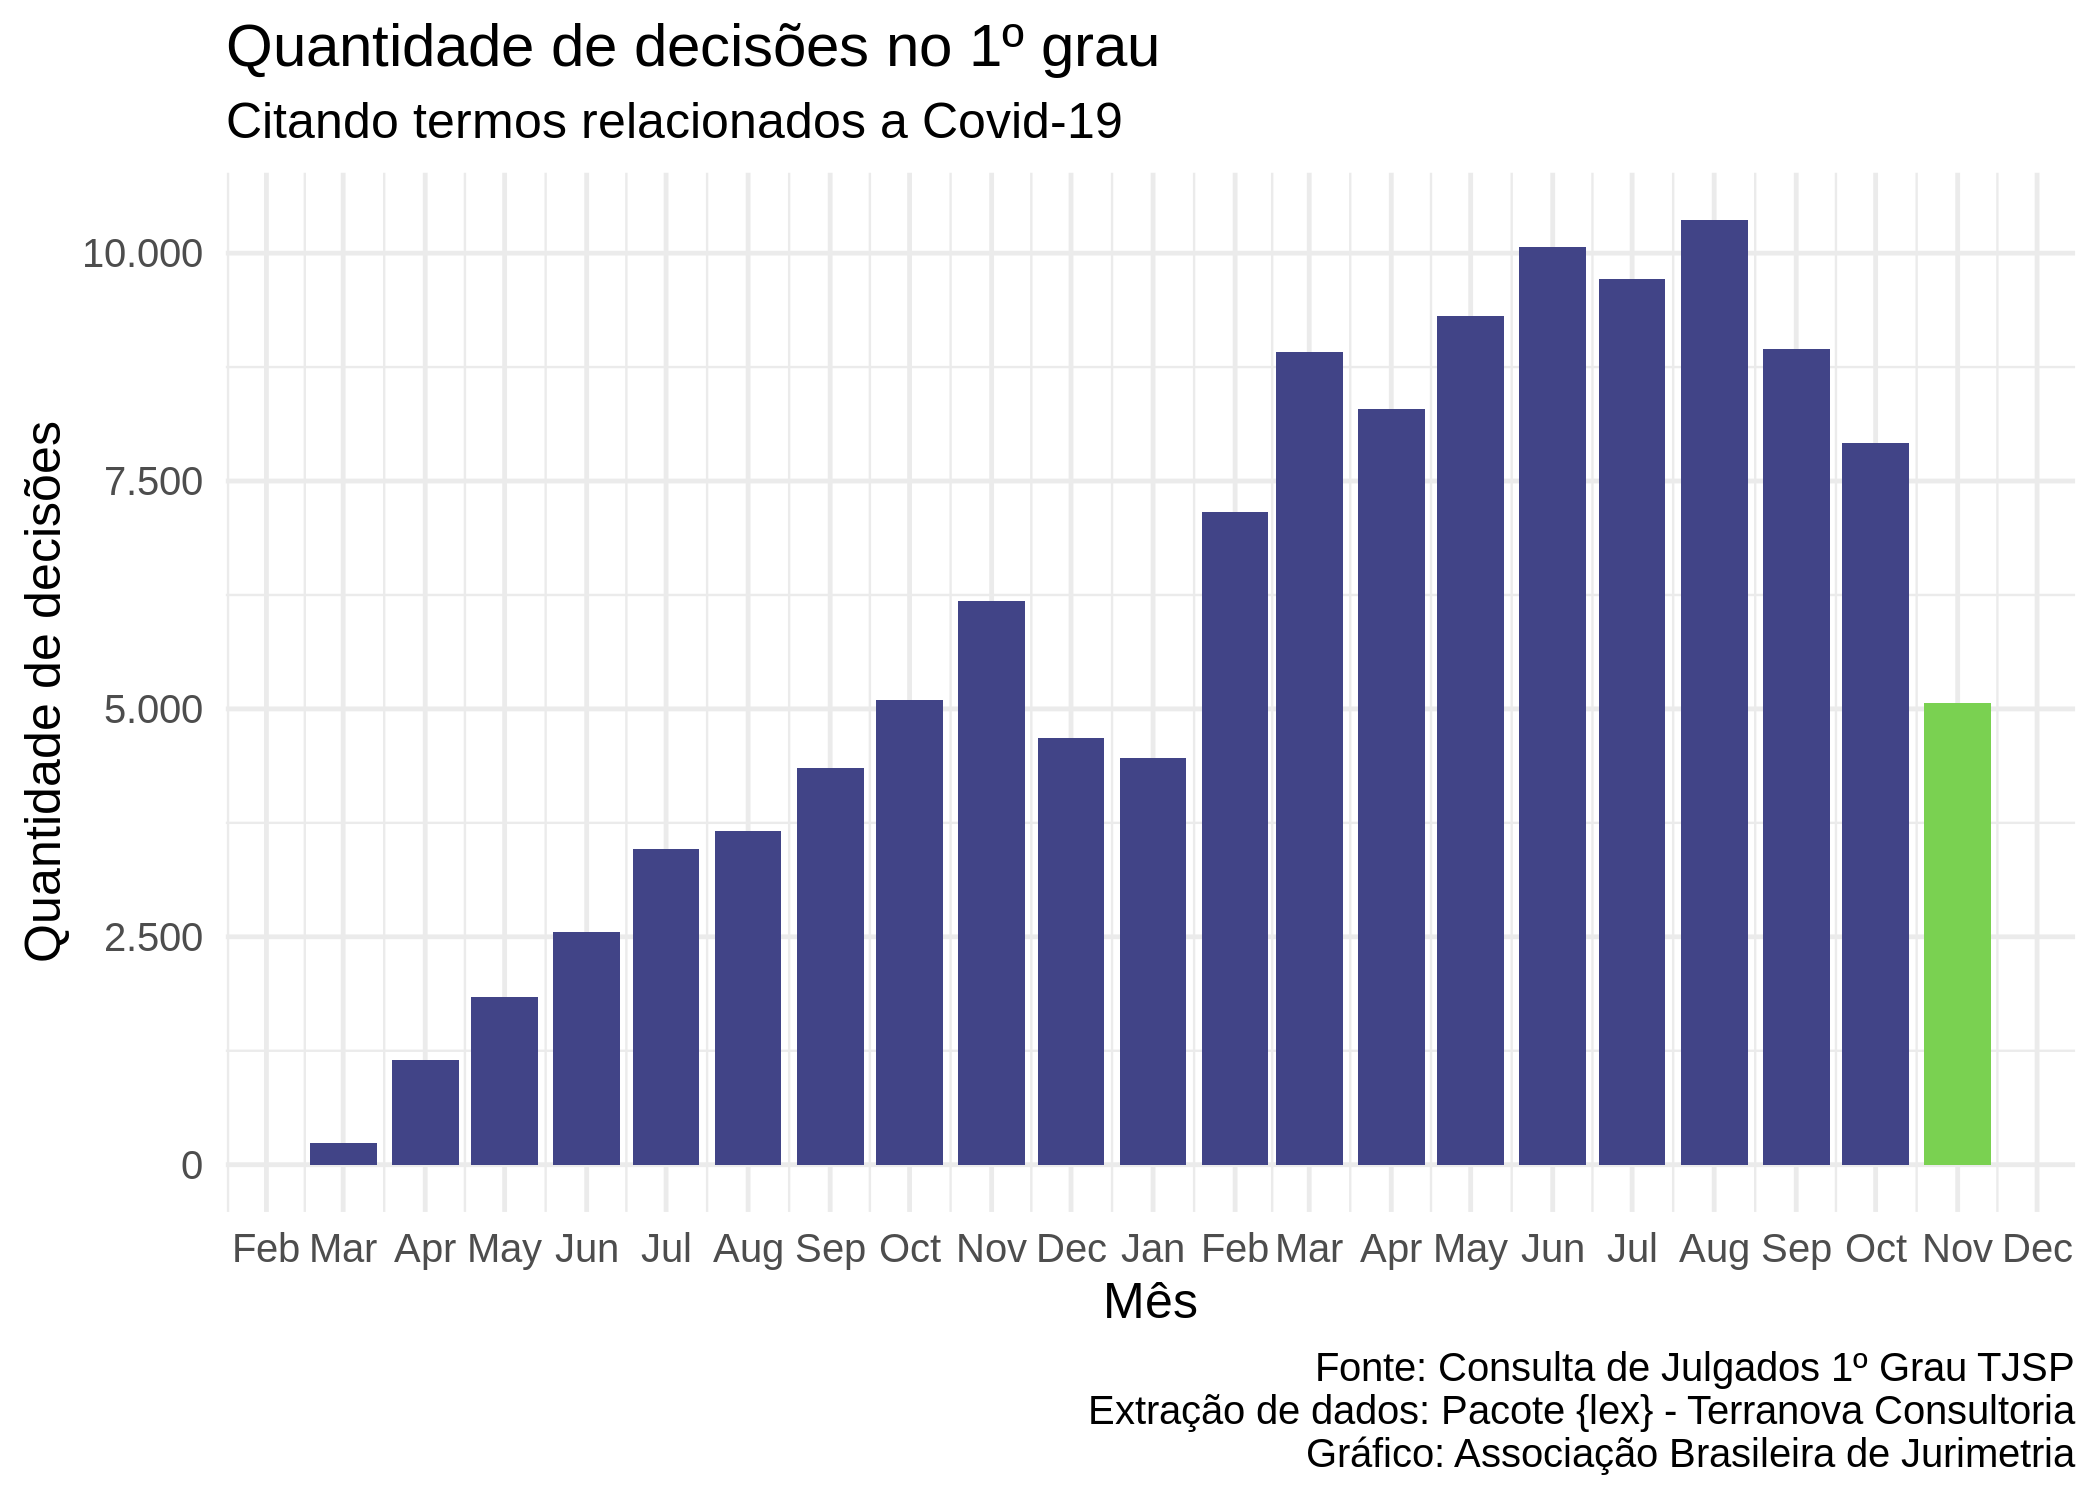 Quantidade de decisões no 1º grau
Citando termos relacionados a Covid-19
Quantidade de decisões
10.000
7.500
5.000
2.500
0
Feb Mar Apr May Jun Jul Aug Sep Oct Nov Dec Jan Feb Mar Apr May Jun Jul Aug Sep Oct Nov Dec
Mês
Fonte: Consulta de Julgados 1º Grau TJSP
Extração de dados: Pacote {lex} - Terranova Consultoria
Gráfico: Associação Brasileira de Jurimetria